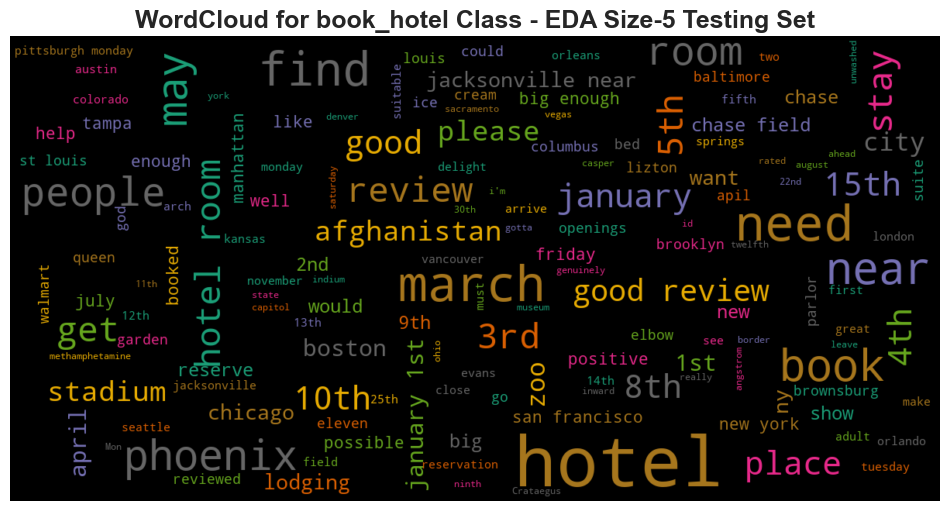 WordCloud for book_hotel Class - EDA Size-5 Testing Set
pittsburgh monday
austin
colorado
york
may
find
denver
suitable
louis
could
orleans
room
two
baltimore
unwashed
jacksonville near
cream
ice
sacramento
big enough
vegas
fifth
chase
stay
help
tampa
like
good
please
columbus
bed
5th
chase field
springs
city
st louis
enough
manhattan
monday
delight
casper
lizton
rated
august
ahead
people
god
arch
hotel room
well
saturday
review
i'm
30th
arrive
january
want
apil
22nd
15th
suite
kansas
afghanistan
gotta
openings
id
brooklyn
twelfth
need
london
queen
booked
2nd
vancouver
friday
genuinely
near
walmart
11th
november
indium
state
capitol
march
must
museum
good review
parlor
first
july
12th
13th
would
9th
new
get
garden
methamphetamine
boston
january 1st
ohio
3rd
elbow
positive
see
1st
border
great
leave
4th
stadium
reserve
jacksonville
10th
25th
evans
close
go
zoo
14th
inward
8th
really
angstrom
book
brownsburg
make
april
seattle
chicago
eleven
possible
big
san francisco
new york
ny
show
adult
orlando
Mon
phoenix
reviewed
field
lodging
reservation
ninth
hotel
Crataegus
place
tuesday